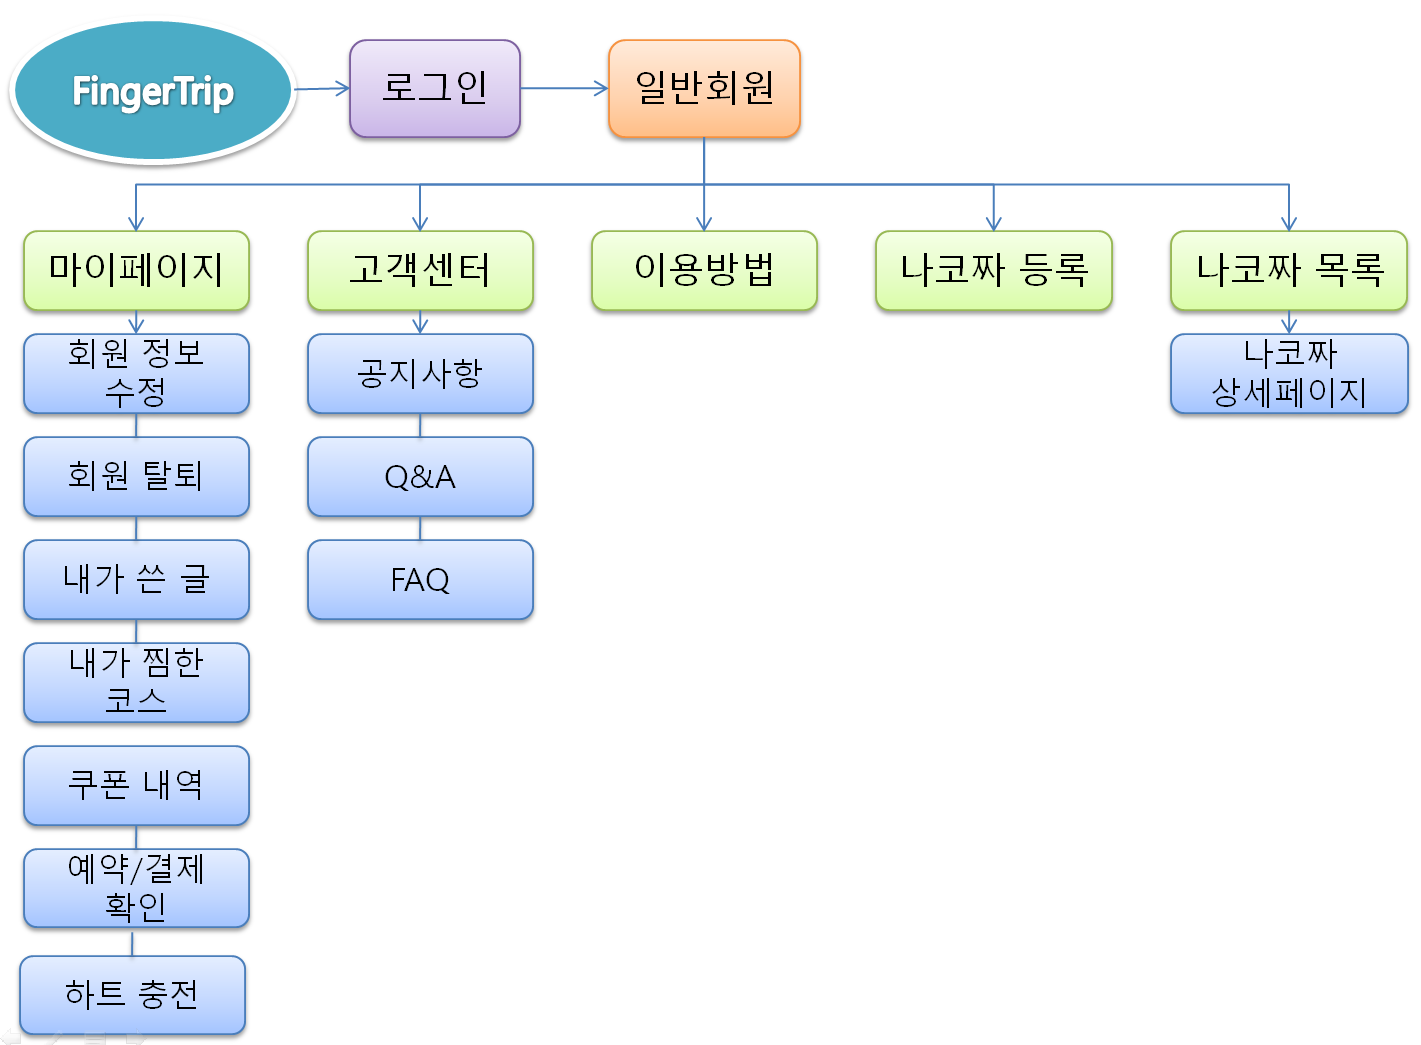 FingerTrip
로그인
일반회원
마이페이지
고객센터
이용방법
나코짜 등록
나코짜 목록
회원 정보
수정
공지사항
나코짜
상세페이지
회원 탈퇴
Q&A
내가 쓴 글
FAQ
내가 찜한
코스
쿠폰 내역
예약/결제
확인
하트 충전